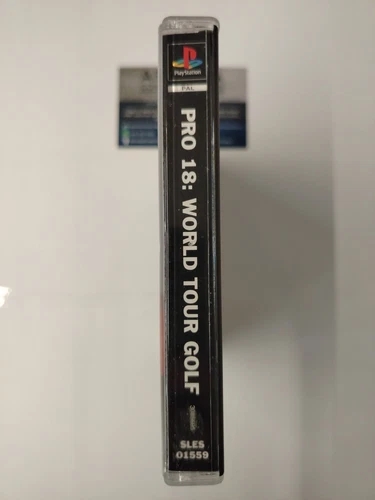 PlayStation
PAL
PRO 18: WORLD TOUR GOLF
SLES
01559